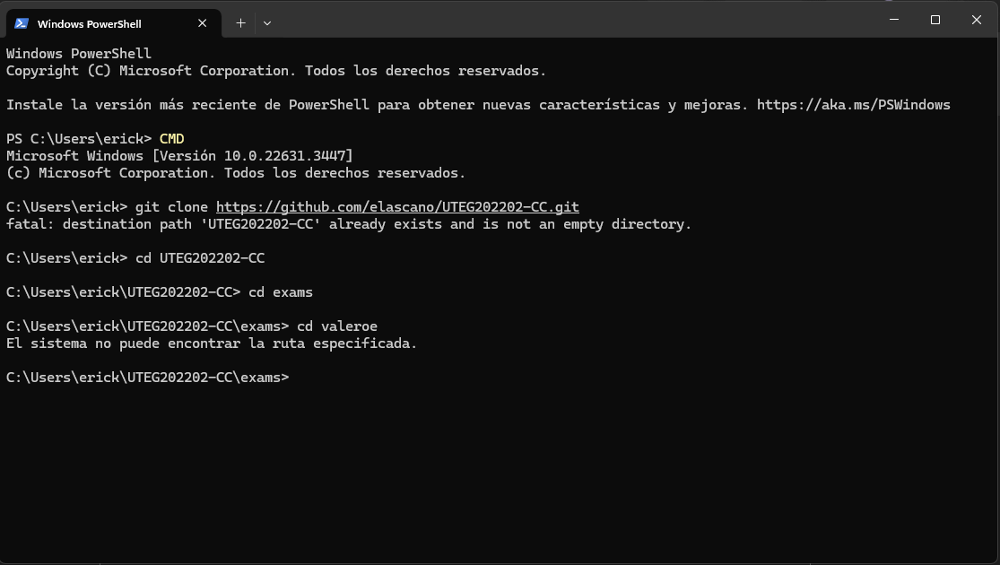 Windows PowerShell
Windows PowerShell
Copyright (C) Microsoft Corporation. Todos los derechos reservados.
Instale la versión más reciente de PowerShell para obtener nuevas características y mejoras. https://aka.ms/PSWindows
PS C:\Users\erick> CMD
Microsoft Windows [Versión 10.0.22631.3447]
(c) Microsoft Corporation. Todos los derechos reservados.
C:\Users\erick> git clone https://github.com/elascano/UTEG202202-CC.git
fatal: destination path 'UTEG202202-CC' already exists and is not an empty directory.
C:\Users\erick> cd UTEG202202-CC
C:\Users\erick\UTEG202202-CC> cd exams
C:\Users\erick\UTEG202202-CC\exams> cd valeroe
El sistema no puede encontrar la ruta especificada.
C:\Users\erick\UTEG202202-CC\exams>